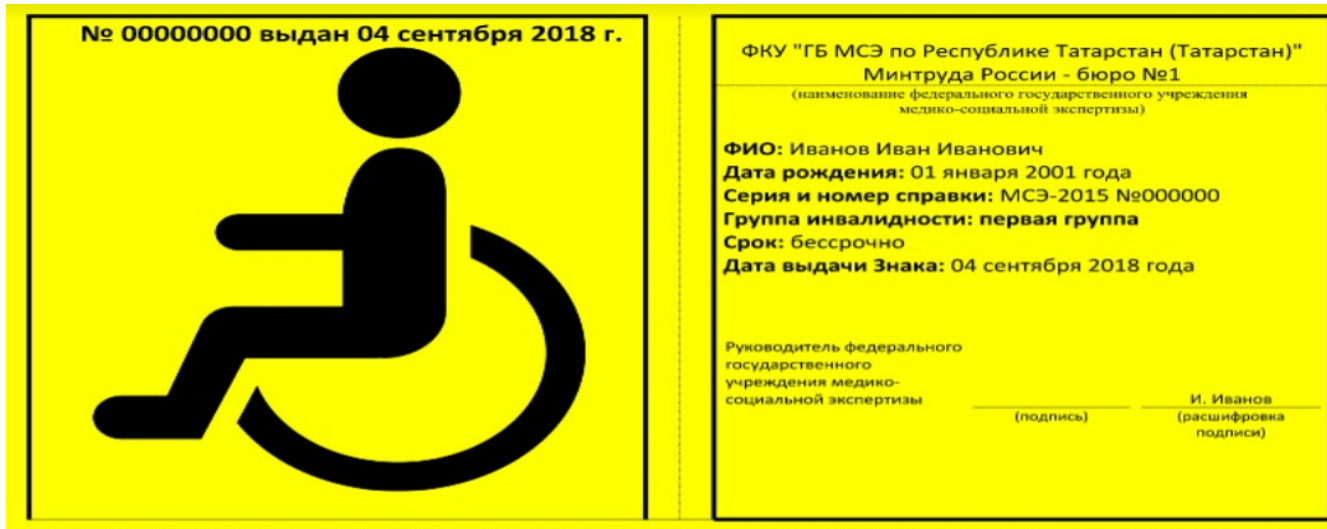 № 00000000 выдан 04 сентября 2018 г.
ФКУ "ГБ МСЭ по Республике Татарстан (Татарстан)"
Минтруда России - бюро №1
(наименование федерального государственного учреждения
медико-социальной экспертизы)
ФИО: Иванов Иван Иванович
Дата рождения: 01 января 2001 года
Серия и номер справки: МСЭ-2015 №000000
Группа инвалидности: первая группа
Срок: бессрочно
Дата выдачи Знака: 04 сентября 2018 года
Руководитель федерального
государственного
учреждения медико-
социальной экспертизы
И. Иванов
(подпись)
(расшифровка
подписи)